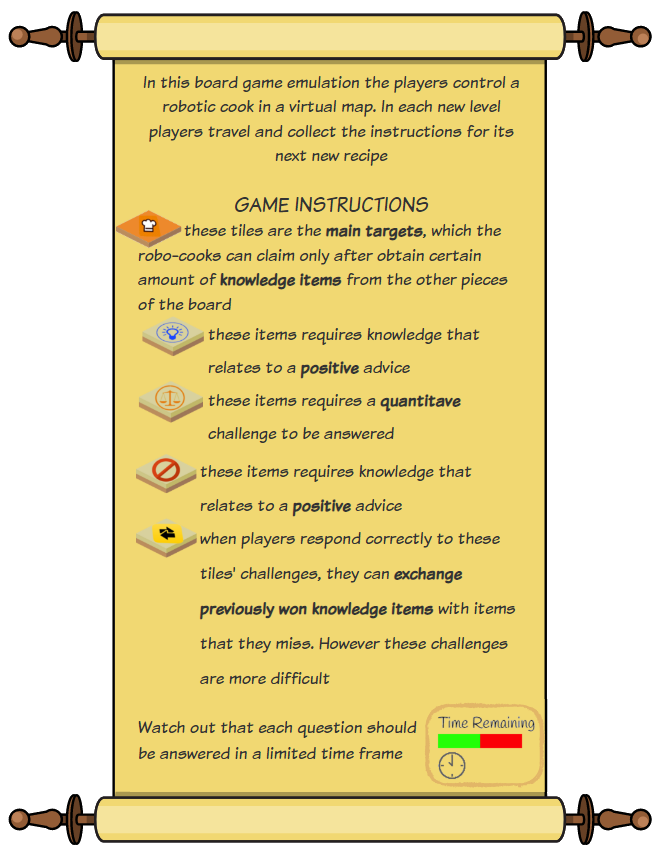 In this board game emulation the players control a
robotic cook in a virtual map. In each new level
players travel and collect the instructions for its
next new recipe
GAME INSTRUCTIONS
these tiles are the main targets, which the
robo-cooks can claim only after obtain certain
amount of knowledge items from the other pieces
of the board
these items requires knowledge that
relates to a positive advice
these items requires a quantitave
challenge to be answered
these items requires knowledge that
relates to a positive advice
when players respond correctly to these
tiles' challenges, they can exchange
previously won knowledge items with items
that they miss. However these challenges
are more difficult
Watch out that each question should
be answered in a limited time frame
Time Remaining